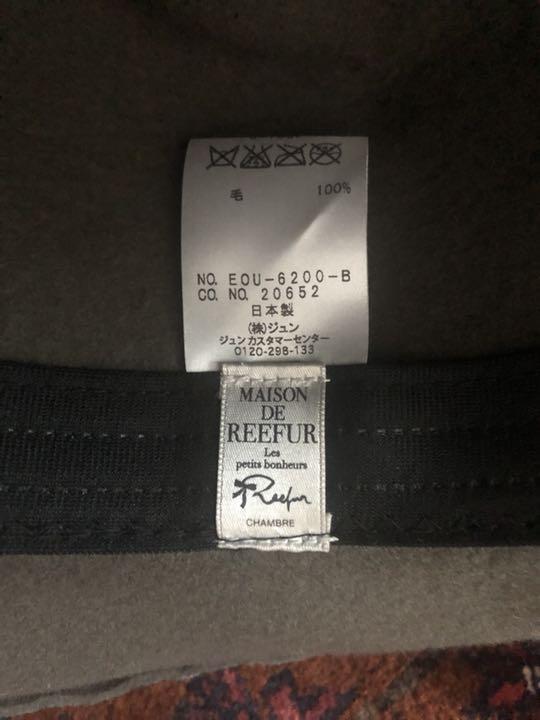 毛 100%
NO. EOU-6200-B
CO. NO. 20652
日本製
(株)ジュン
ジュンカスタマーセンター
0120-298-133
MAISON
DE
REEFUR
Les
petits bonheurs
Reefur
CHAMBRE